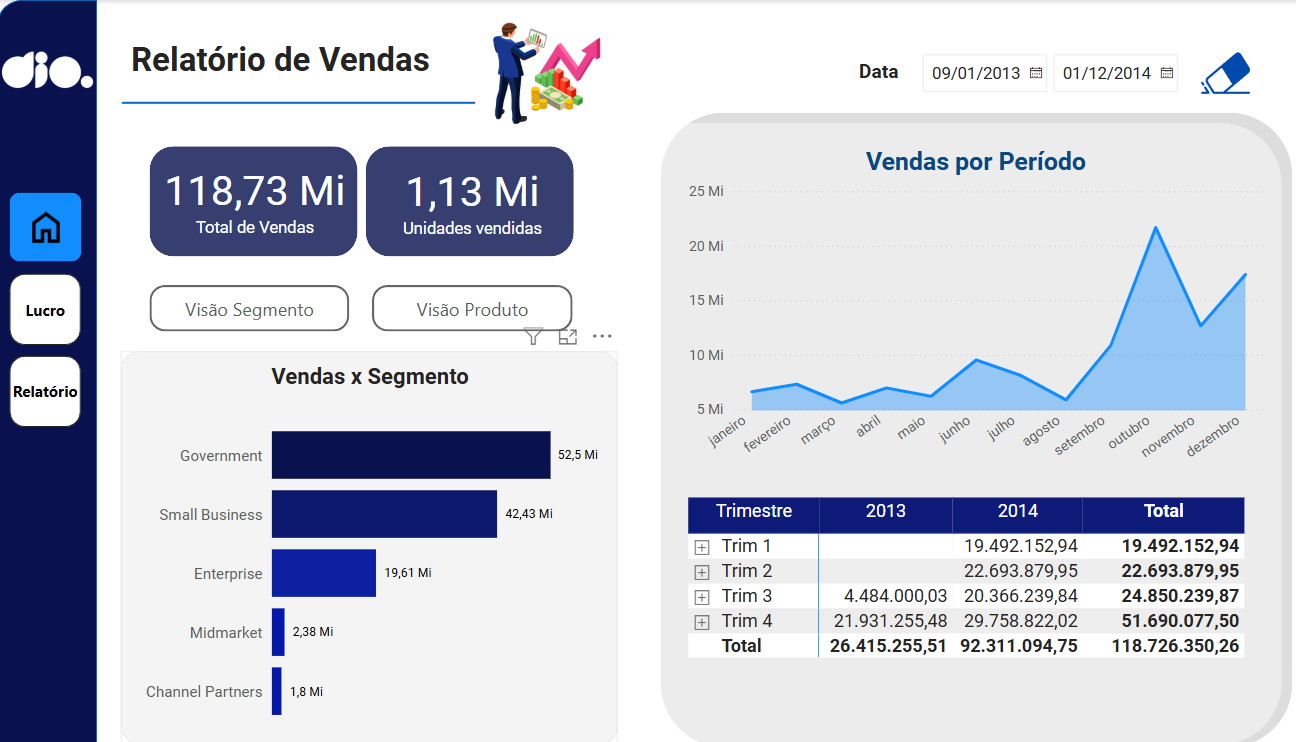 dio.
Relatório de Vendas
Data
09/01/2013
01/12/2014
118,73 Mi
Total de Vendas
1,13 Mi
Unidades vendidas
Visão Segmento
Visão Produto
Lucro
Relatório
Vendas x Segmento
Government
52,5 Mi
Small Business
42,43 Mi
Enterprise
19,61 Mi
Midmarket
2,38 Mi
Channel Partners
1,8 Mi
Vendas por Período
25 Mi
20 Mi
15 Mi
10 Mi
5 Mi
janeiro
fevereiro
março
abril
maio
junho
julho
agosto
setembro
outubro
novembro
dezembro
Trimestre 2013 2014 Total
Trim 1 19.492.152,94 19.492.152,94
Trim 2 22.693.879,95 22.693.879,95
Trim 3 4.484.000,03 20.366.239,84 24.850.239,87
Trim 4 21.931.255,48 29.758.822,02 51.690.077,50
Total 26.415.255,51 92.311.094,75 118.726.350,26